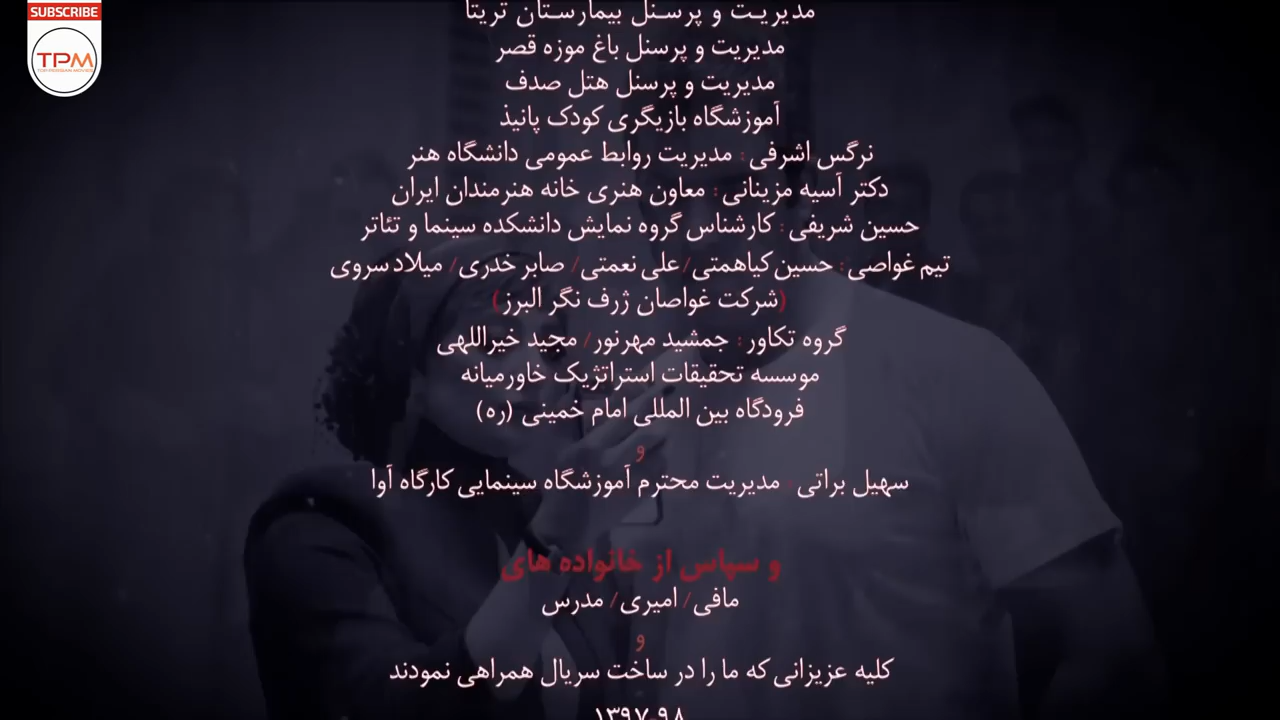 SUBSCRIBE
TPM
TOP PERSIAN MOVIES
مدیریت و پرسنل بیمارستان تریتا
مدیریت و پرسنل باغ موزه قصر
مدیریت و پرسنل هتل صدف
آموزشگاه بازیگری کودک پانیذ
نرگس اشرفی : مدیریت روابط عمومی دانشگاه هنر
دکتر آسیه مزینانی : معاون هنری خانه هنرمندان ایران
حسین شریفی : کارشناس گروه نمایش دانشکده سینما و تئاتر
تیم غواصی : حسین کیاهمتی/ علی نعمتی/ صابر خدری/ میلاد سروی
(شرکت غواصان ژرف نگر البرز)
گروه تکاور : جمشید مهرنور/ مجید خیراللهی
موسسه تحقیقات استراتژیک خاورمیانه
فرودگاه بین المللی امام خمینی (ره)
و
سهیل براتی : مدیریت محترم آموزشگاه سینمایی کارگاه آوا
و سپاس از خانواده های
مافی/ امیری/ مدرس
و
کلیه عزیزانی که ما را در ساخت سریال همراهی نمودند
۱۳۹۷-۹۸